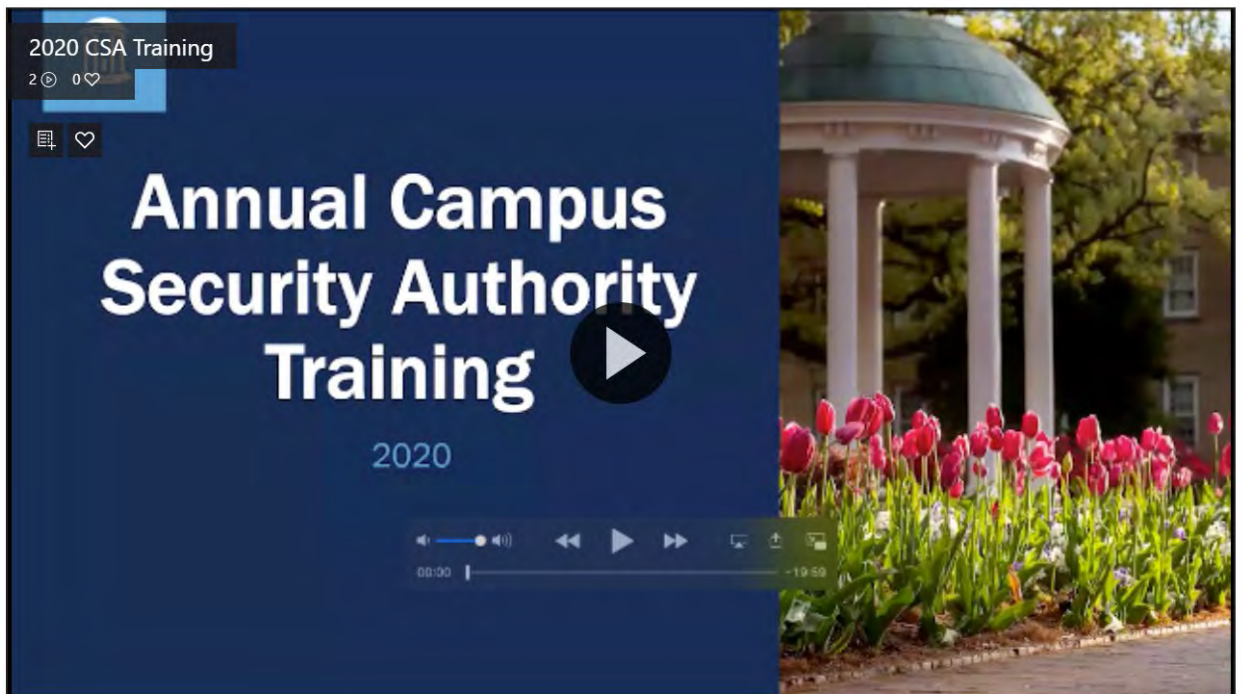 2020 CSA Training
2 0
Annual Campus
Security Authority
Training
2020
00:00 -19:59